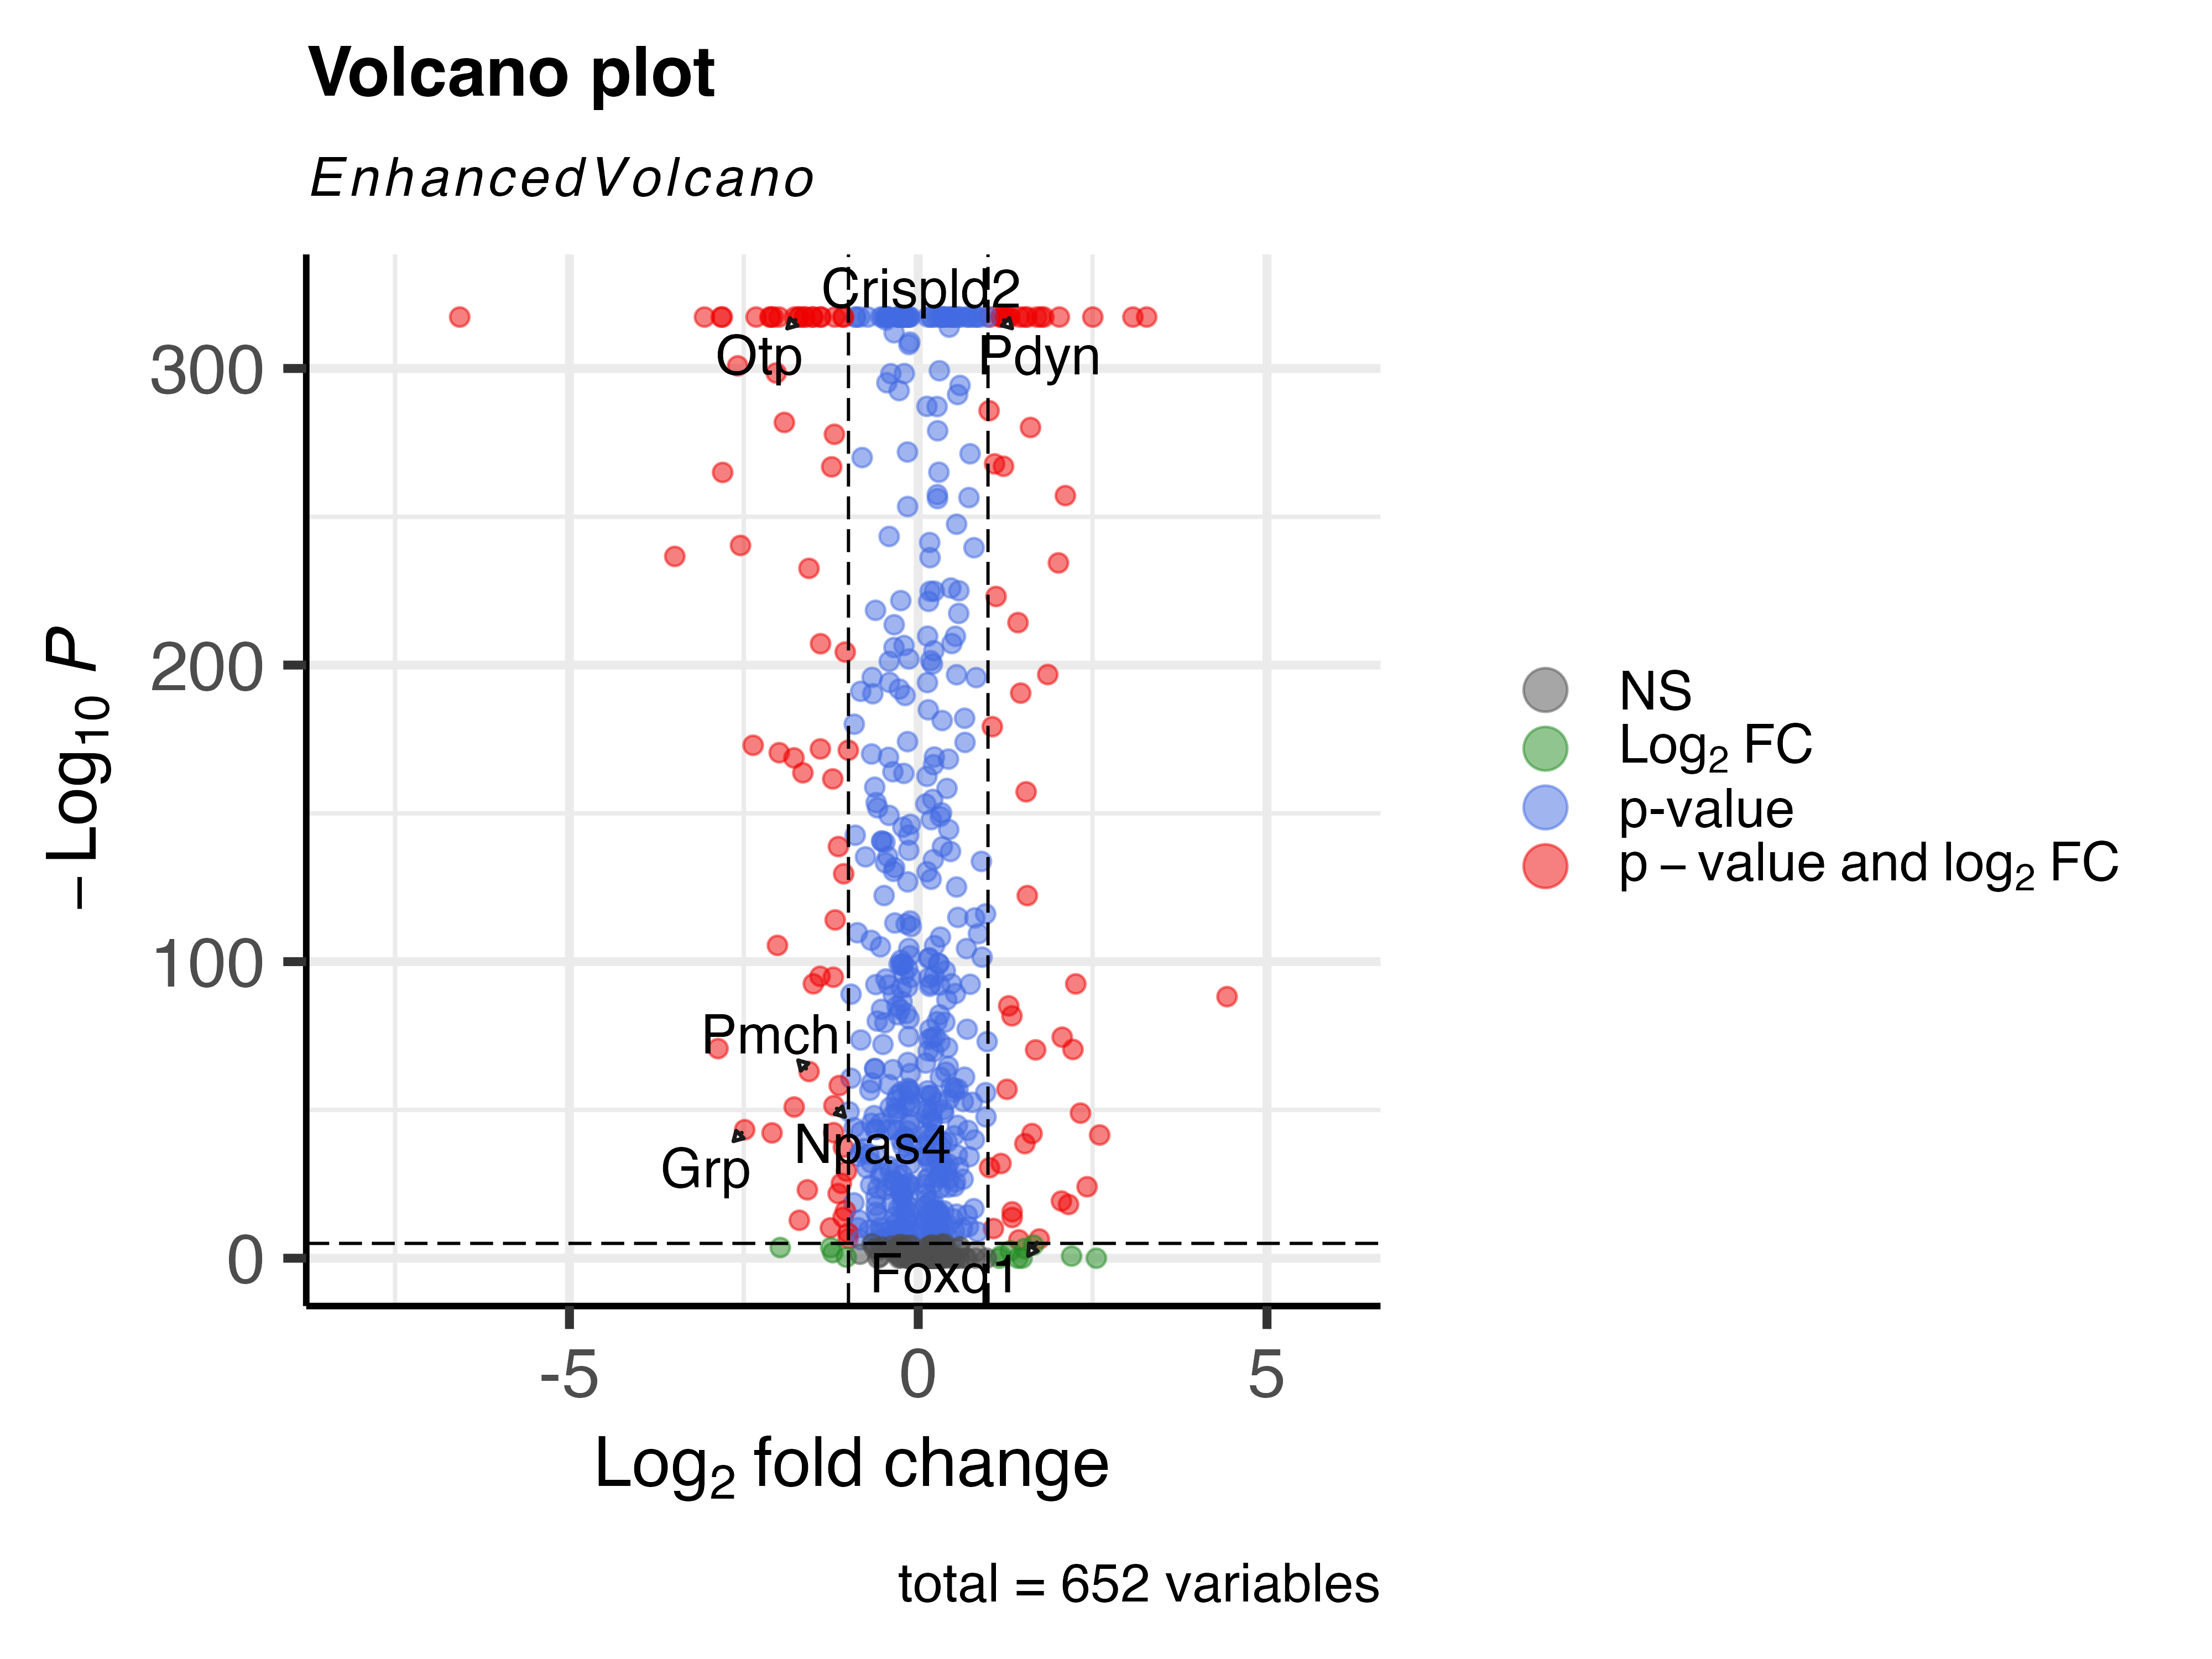 Volcano plot
EnhancedVolcano
Crispld2
Otp
Pdyn
Pmch
Npas4
Grp
Foxq1
300
200
100
0
−Log₁₀ P
-5 0 5
Log₂ fold change
NS
Log₂ FC
p-value
p − value and log₂ FC
total = 652 variables